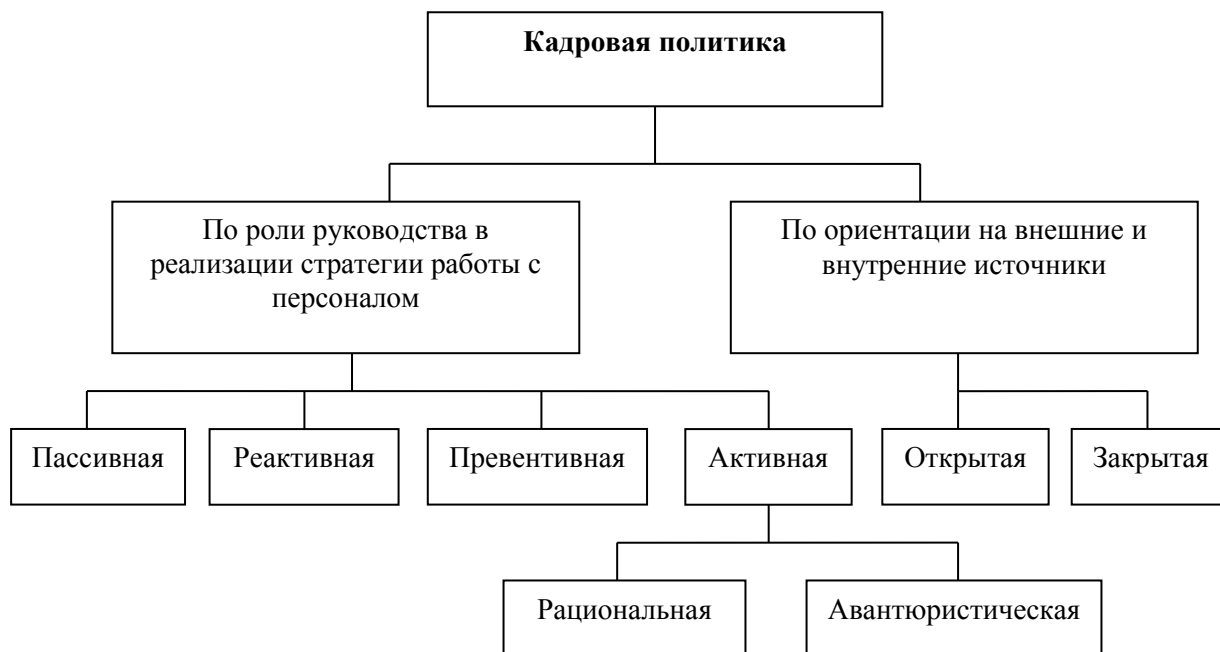 Кадровая политика
По роли руководства в
реализации стратегии работы с
персоналом
По ориентации на внешние и
внутренние источники
Пассивная
Реактивная
Превентивная
Активная
Открытая
Закрытая
Рациональная
Авантюристическая